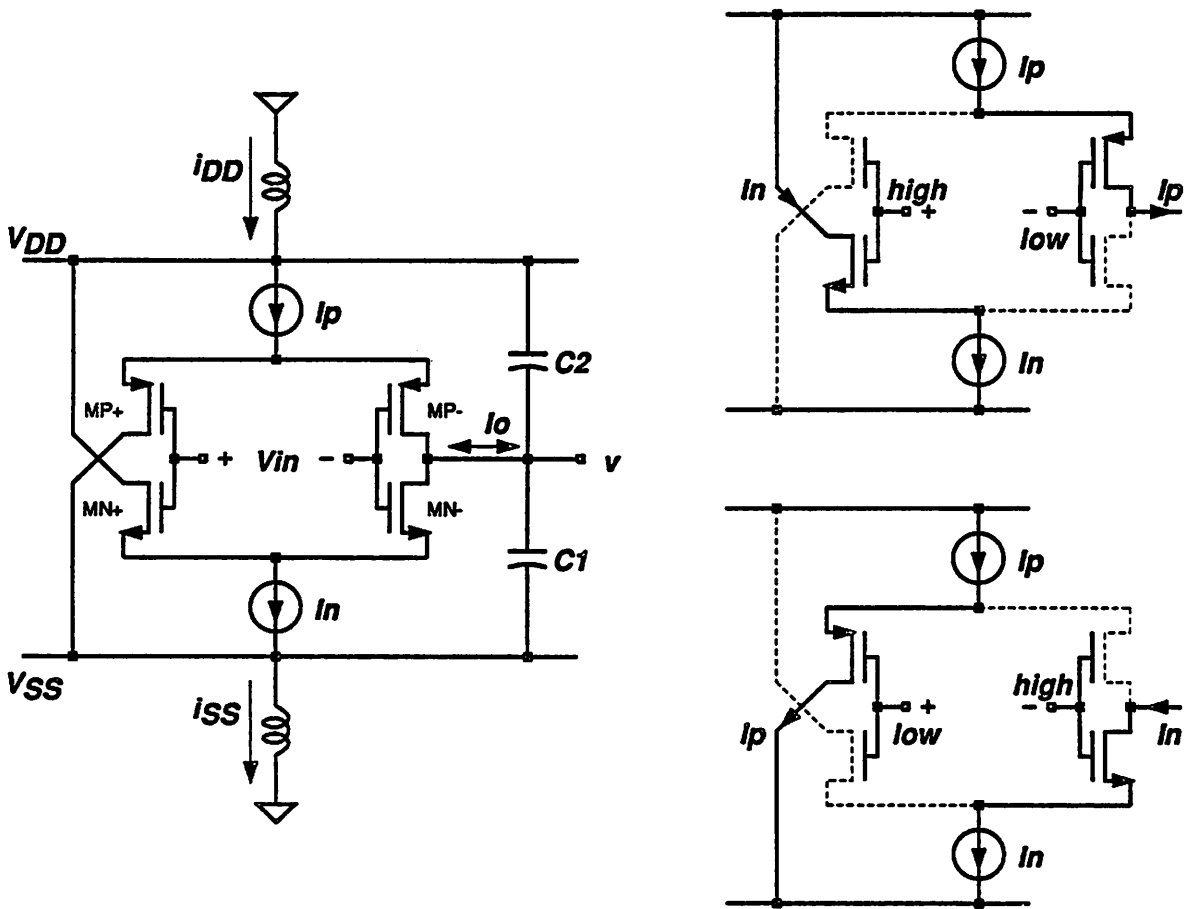 iDD
VDD
Ip
C2
MP+
MP-
Io
+ Vin -
v
MN+
MN-
C1
In
VSS
iSS
Ip
In
high
+
-
low
Ip
In
Ip
high
-
+
low
Ip
In
In